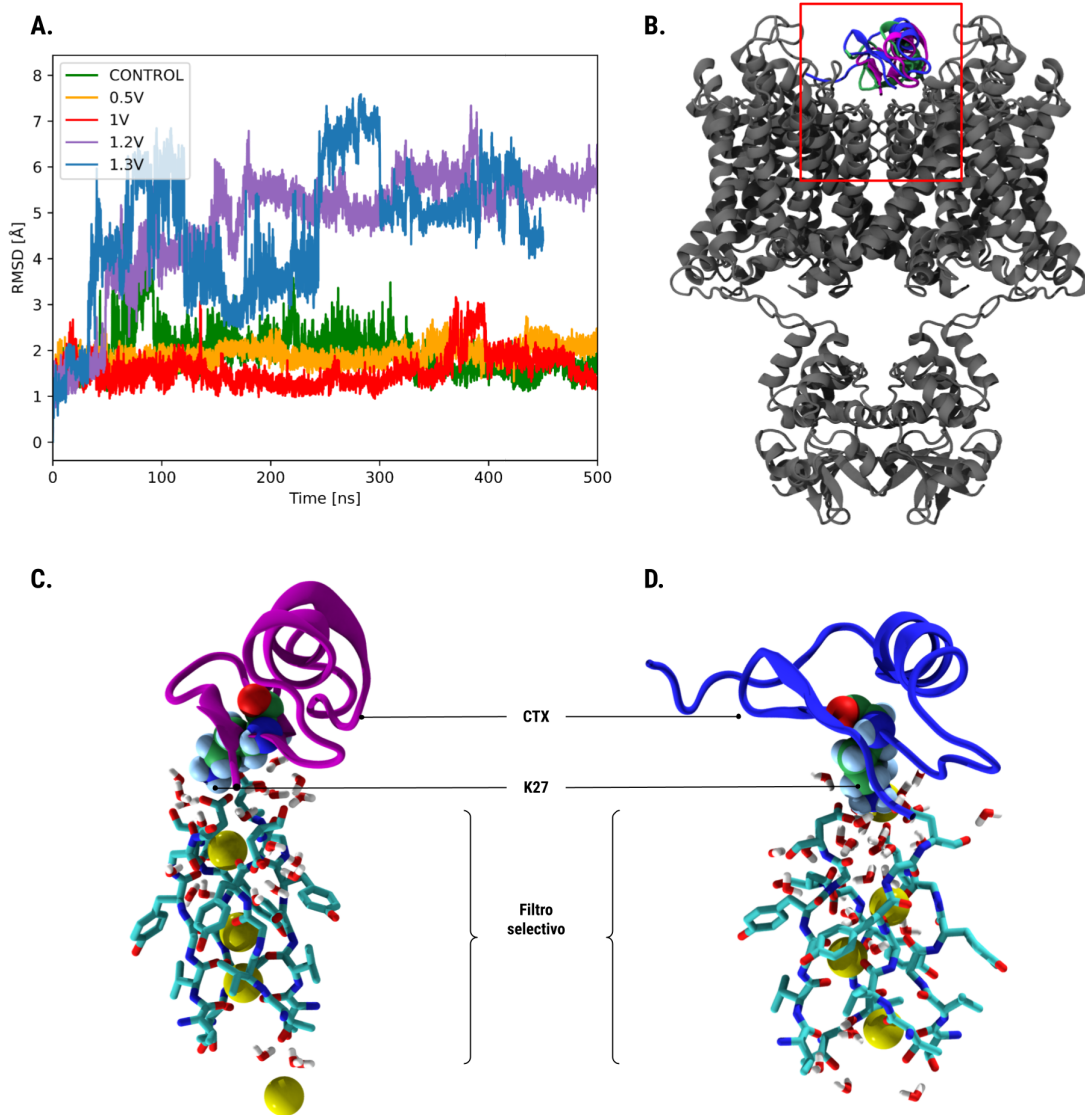 A.
B.
8
7
6
5
4
3
2
1
0
RMSD [Å]
CONTROL
0.5V
1V
1.2V
1.3V
0 100 200 300 400 500
Time [ns]
C.
D.
CTX
K27
Filtro
selectivo